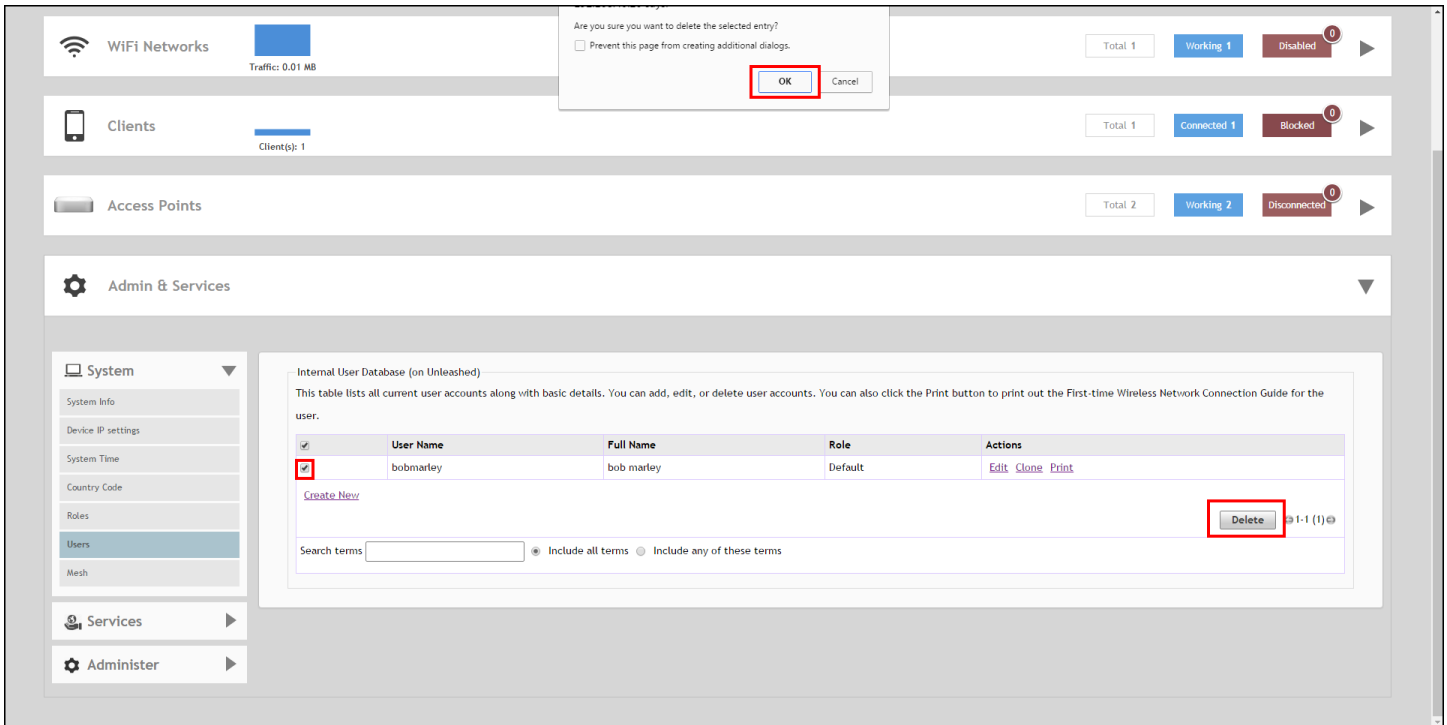 Are you sure you want to delete the selected entry?
Prevent this page from creating additional dialogs.
OK Cancel
WiFi Networks
Traffic: 0.01 MB
Total 1 Working 1 Disabled 0
Clients
Client(s): 1
Total 1 Connected 1 Blocked 0
Access Points
Total 2 Working 2 Disconnected 0
Admin & Services
System
System Info
Device IP settings
System Time
Country Code
Roles
Users
Mesh
Services
Administer
Internal User Database (on Unleashed)
This table lists all current user accounts along with basic details. You can add, edit, or delete user accounts. You can also click the Print button to print out the First-time Wireless Network Connection Guide for the
user.
User Name Full Name Role Actions
bobmarley bob marley Default Edit Clone Print
Create New
Delete 1-1 (1)
Search terms Include all terms Include any of these terms